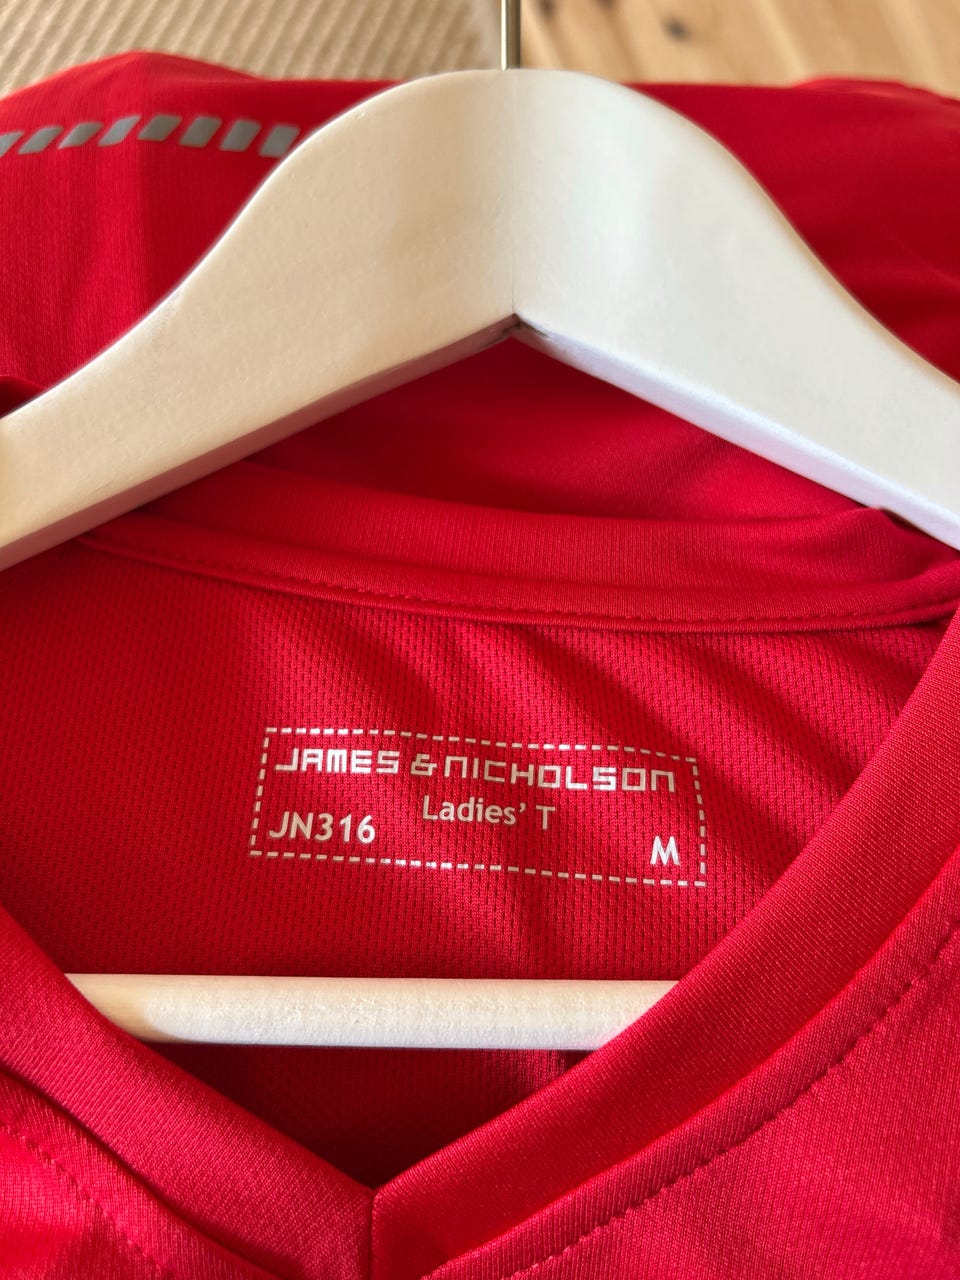 JAMES & NICHOLSON
Ladies' T
JN316
M